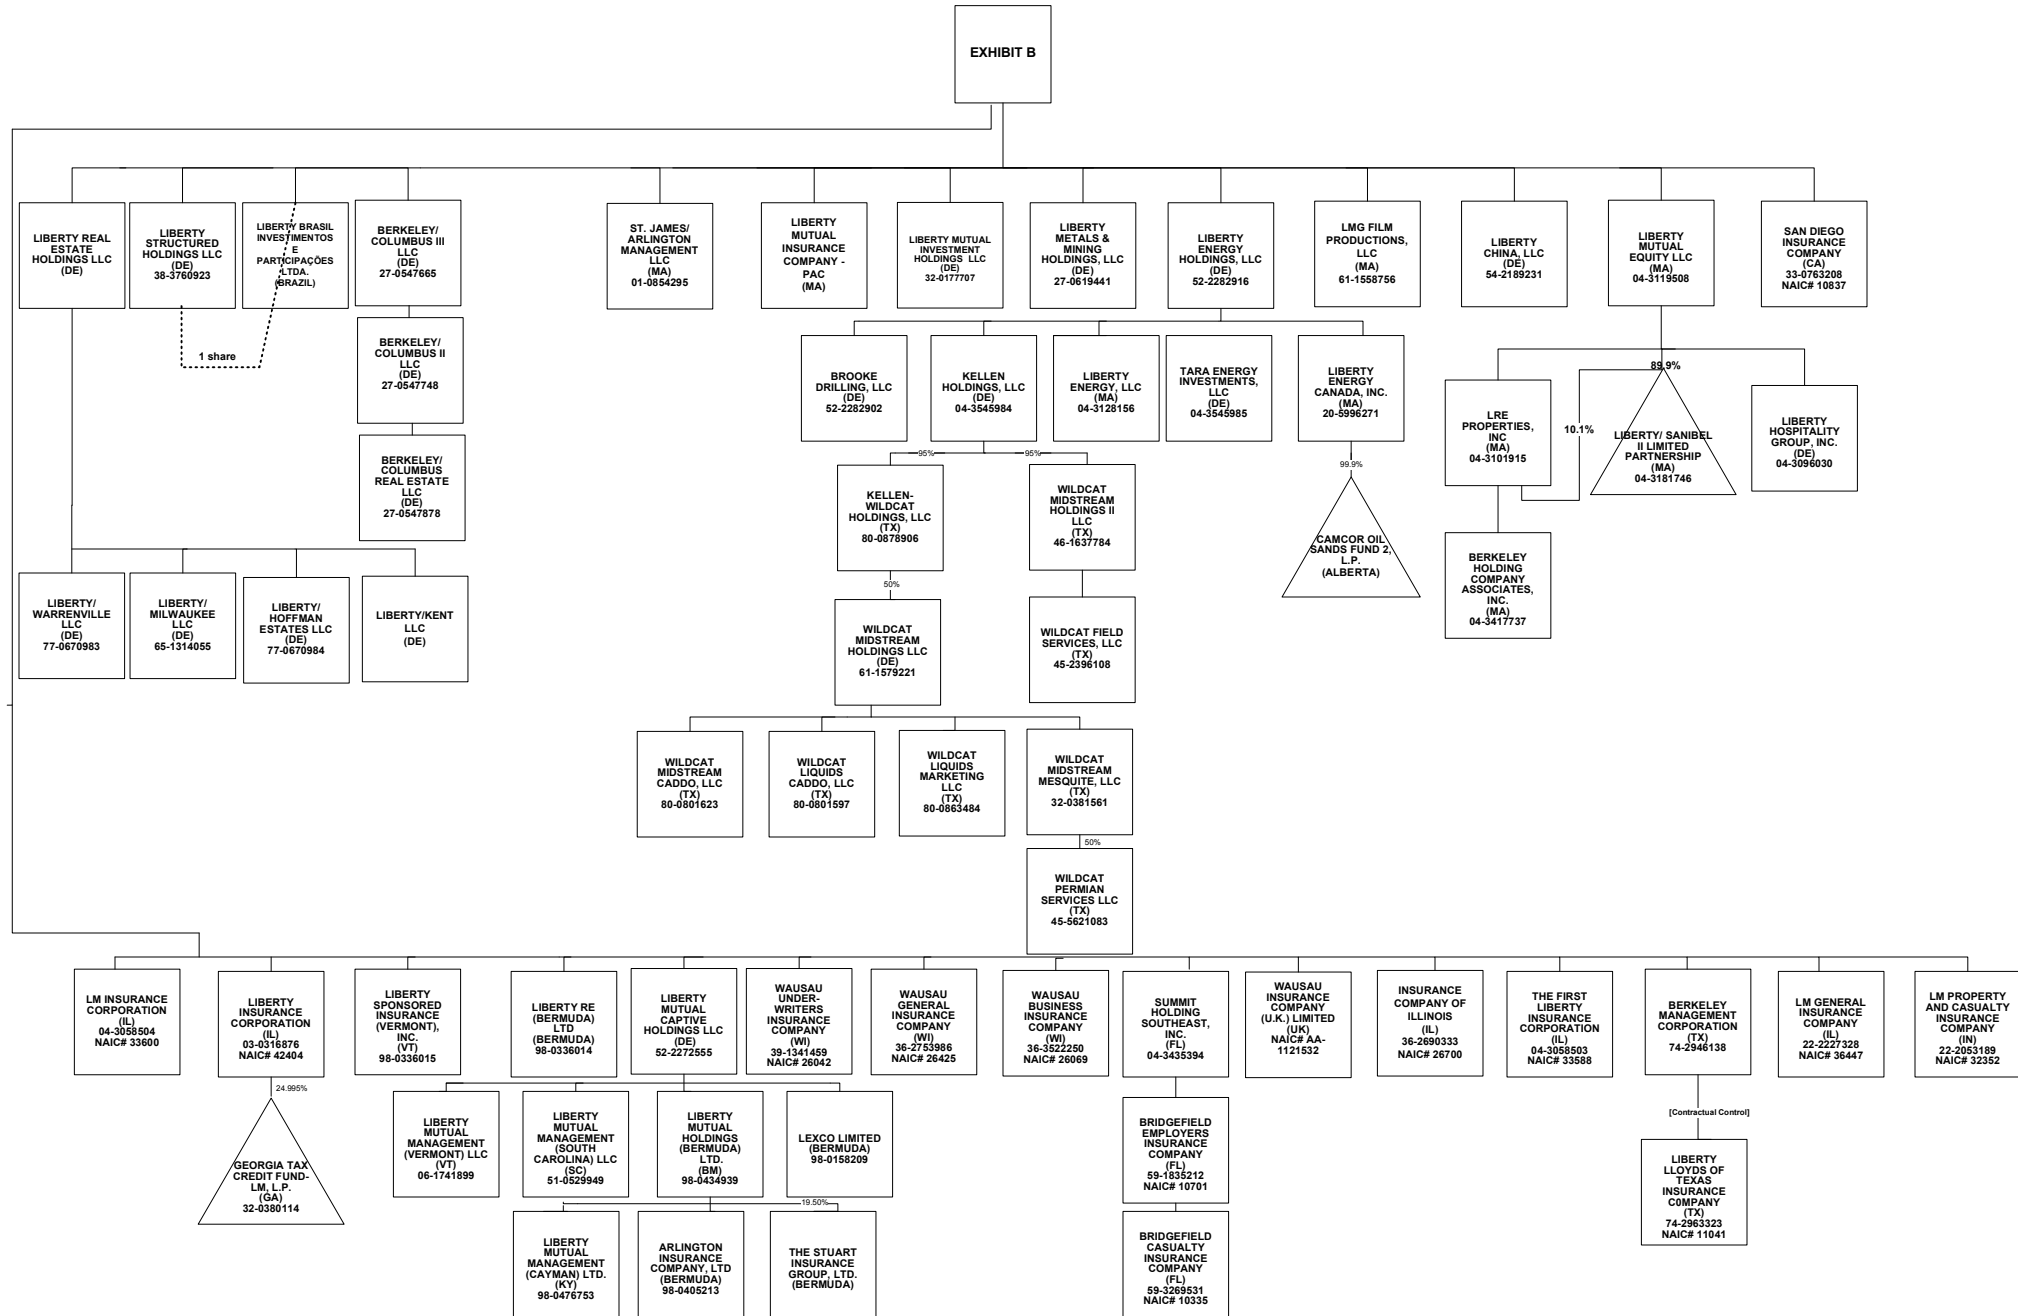 EXHIBIT B
LIBERTY REAL
ESTATE
HOLDINGS LLC
(DE)
LIBERTY
STRUCTURED
HOLDINGS LLC
(DE)
38-3760923
LIBERTY BRASIL
INVESTIMENTOS
E
PARTICIPAÇÕES
LTDA.
(BRAZIL)
BERKELEY/
COLUMBUS III
LLC
(DE)
27-0547665
ST. JAMES/
ARLINGTON
MANAGEMENT
LLC
(MA)
01-0854295
LIBERTY
MUTUAL
INSURANCE
COMPANY -
PAC
(MA)
LIBERTY MUTUAL
INVESTMENT
HOLDINGS LLC
(DE)
32-0177707
LIBERTY
METALS &
MINING
HOLDINGS, LLC
(DE)
27-0619441
LIBERTY
ENERGY
HOLDINGS, LLC
(DE)
52-2282916
LMG FILM
PRODUCTIONS,
LLC
(MA)
61-1558756
LIBERTY
CHINA, LLC
(DE)
54-2189231
LIBERTY
MUTUAL
EQUITY LLC
(MA)
04-3119508
SAN DIEGO
INSURANCE
COMPANY
(CA)
33-0763208
NAIC# 10837
1 share
BERKELEY/
COLUMBUS II
LLC
(DE)
27-0547748
BROOKE
DRILLING, LLC
(DE)
52-2282902
KELLEN
HOLDINGS, LLC
(DE)
04-3545984
LIBERTY
ENERGY, LLC
(MA)
04-3128156
TARA ENERGY
INVESTMENTS,
LLC
(DE)
04-3545985
LIBERTY
ENERGY
CANADA, INC.
(MA)
20-5996271
LRE
PROPERTIES,
INC
(MA)
04-3101915
10.1%
89.9%
LIBERTY/ SANIBEL
II LIMITED
PARTNERSHIP
(MA)
04-3181746
LIBERTY
HOSPITALITY
GROUP, INC.
(DE)
04-3096030
BERKELEY/
COLUMBUS
REAL ESTATE
LLC
(DE)
27-0547878
95%
95%
99.9%
KELLEN-
WILDCAT
HOLDINGS, LLC
(TX)
80-0878906
WILDCAT
MIDSTREAM
HOLDINGS II
LLC
(TX)
46-1637784
CAMCOR OIL
SANDS FUND 2,
L.P.
(ALBERTA)
BERKELEY
HOLDING
COMPANY
ASSOCIATES,
INC.
(MA)
04-3417737
LIBERTY/
WARRENVILLE
LLC
(DE)
77-0670983
LIBERTY/
MILWAUKEE
LLC
(DE)
65-1314055
LIBERTY/
HOFFMAN
ESTATES LLC
(DE)
77-0670984
LIBERTY/KENT
LLC
(DE)
50%
WILDCAT
MIDSTREAM
HOLDINGS LLC
(DE)
61-1579221
WILDCAT FIELD
SERVICES, LLC
(TX)
45-2396108
WILDCAT
MIDSTREAM
CADDO, LLC
(TX)
80-0801623
WILDCAT
LIQUIDS
CADDO, LLC
(TX)
80-0801597
WILDCAT
LIQUIDS
MARKETING
LLC
(TX)
80-0863484
WILDCAT
MIDSTREAM
MESQUITE, LLC
(TX)
32-0381561
50%
WILDCAT
PERMIAN
SERVICES LLC
(TX)
45-5621083
LM INSURANCE
CORPORATION
(IL)
04-3058504
NAIC# 33600
LIBERTY
INSURANCE
CORPORATION
(IL)
03-0316876
NAIC# 42404
LIBERTY
SPONSORED
INSURANCE
(VERMONT),
INC.
(VT)
98-0336015
LIBERTY RE
(BERMUDA)
LTD
(BERMUDA)
98-0336014
LIBERTY
MUTUAL
CAPTIVE
HOLDINGS LLC
(DE)
52-2272555
WAUSAU
UNDER-
WRITERS
INSURANCE
COMPANY
(WI)
39-1341459
NAIC# 26042
WAUSAU
GENERAL
INSURANCE
COMPANY
(WI)
36-2753986
NAIC# 26425
WAUSAU
BUSINESS
INSURANCE
COMPANY
(WI)
36-3522250
NAIC# 26069
SUMMIT
HOLDING
SOUTHEAST,
INC.
(FL)
04-3435394
WAUSAU
INSURANCE
COMPANY
(U.K.) LIMITED
(UK)
NAIC# AA-
1121532
INSURANCE
COMPANY OF
ILLINOIS
(IL)
36-2690333
NAIC# 26700
THE FIRST
LIBERTY
INSURANCE
CORPORATION
(IL)
04-3058503
NAIC# 33588
BERKELEY
MANAGEMENT
CORPORATION
(TX)
74-2946138
LM GENERAL
INSURANCE
COMPANY
(IL)
22-2227328
NAIC# 36447
LM PROPERTY
AND CASUALTY
INSURANCE
COMPANY
(IN)
22-2053189
NAIC# 32352
24.995%
GEORGIA TAX
CREDIT FUND-
LM, L.P.
(GA)
32-0380114
LIBERTY
MUTUAL
MANAGEMENT
(VERMONT) LLC
(VT)
06-1741899
LIBERTY
MUTUAL
MANAGEMENT
(SOUTH
CAROLINA) LLC
(SC)
51-0529949
LIBERTY
MUTUAL
HOLDINGS
(BERMUDA)
LTD.
(BM)
98-0434939
LEXCO LIMITED
(BERMUDA)
98-0158209
BRIDGEFIELD
EMPLOYERS
INSURANCE
COMPANY
(FL)
59-1835212
NAIC# 10701
[Contractual Control]
LIBERTY
LLOYDS OF
TEXAS
INSURANCE
C0MPANY
(TX)
74-2963323
NAIC# 11041
19.50%
LIBERTY
MUTUAL
MANAGEMENT
(CAYMAN) LTD.
(KY)
98-0476753
ARLINGTON
INSURANCE
COMPANY, LTD
(BERMUDA)
98-0405213
THE STUART
INSURANCE
GROUP, LTD.
(BERMUDA)
BRIDGEFIELD
CASUALTY
INSURANCE
COMPANY
(FL)
59-3269531
NAIC# 10335